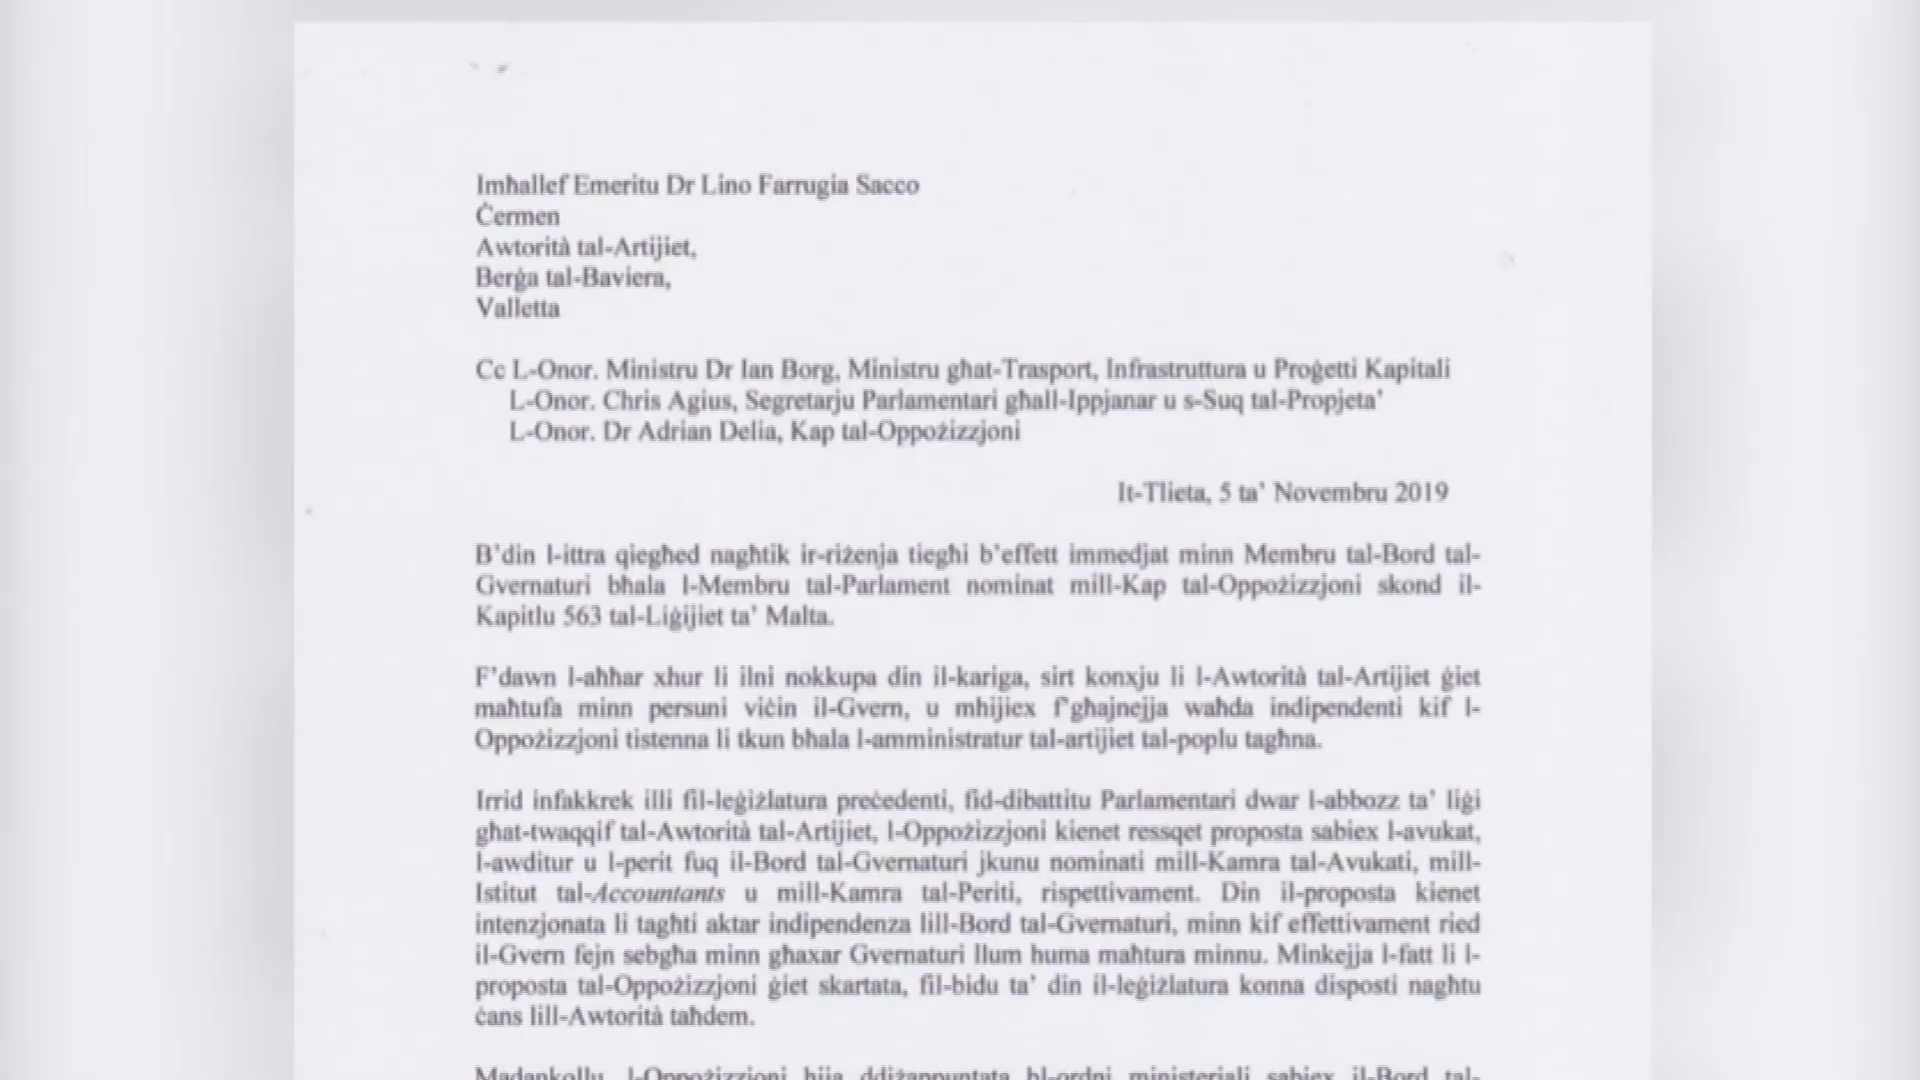 Imħallef Emeritu Dr Lino Farrugia Sacco
Ċermen
Awtorità tal-Artijiet,
Berġa tal-Baviera,
Valletta
Cc L-Onor. Ministru Dr Ian Borg, Ministru għat-Trasport, Infrastruttura u Proġetti Kapitali
L-Onor. Chris Agius, Segretarju Parlamentari għall-Ippjanar u s-Suq tal-Propjeta’
L-Onor. Dr Adrian Delia, Kap tal-Oppożizzjoni
It-Tlieta, 5 ta’ Novembru 2019
B’din l-ittra qiegħed nagħtik ir-riżenja tiegħi b’effett immedjat minn Membru tal-Bord tal-
Gvernaturi bħala l-Membru tal-Parlament nominat mill-Kap tal-Oppożizzjoni skond il-
Kapitlu 563 tal-Liġijiet ta’ Malta.
F’dawn l-aħħar xhur li ilni nokkupa din il-kariga, sirt konxju li l-Awtorità tal-Artijiet ġiet
maħtufa minn persuni viċin il-Gvern, u mhijiex f’għajnejja waħda indipendenti kif l-
Oppożizzjoni tistenna li tkun bħala l-amministratur tal-artijiet tal-poplu tagħna.
Irrid infakkrek illi fil-leġiżlatura preċedenti, fid-dibattitu Parlamentari dwar l-abbozz ta’ liġi
għat-twaqqif tal-Awtorità tal-Artijiet, l-Oppożizzjoni kienet ressqet proposta sabiex l-avukat,
l-awditur u l-perit fuq il-Bord tal-Gvernaturi jkunu nominati mill-Kamra tal-Avukati, mill-
Istitut tal-Accountants u mill-Kamra tal-Periti, rispettivament. Din il-proposta kienet
intenzjonata li tagħti aktar indipendenza lill-Bord tal-Gvernaturi, minn kif effettivament ried
il-Gvern fejn sebgħa minn għaxar Gvernaturi llum huma maħtura minnu. Minkejja l-fatt li l-
proposta tal-Oppożizzjoni ġiet skartata, fil-bidu ta’ din il-leġiżlatura konna disposti nagħtu
ċans lill-Awtorità taħdem.
Madankollu, l-Oppożizzjoni hija ddiżappuntata bl-ordni ministerjali sabiex il-Bord tal-